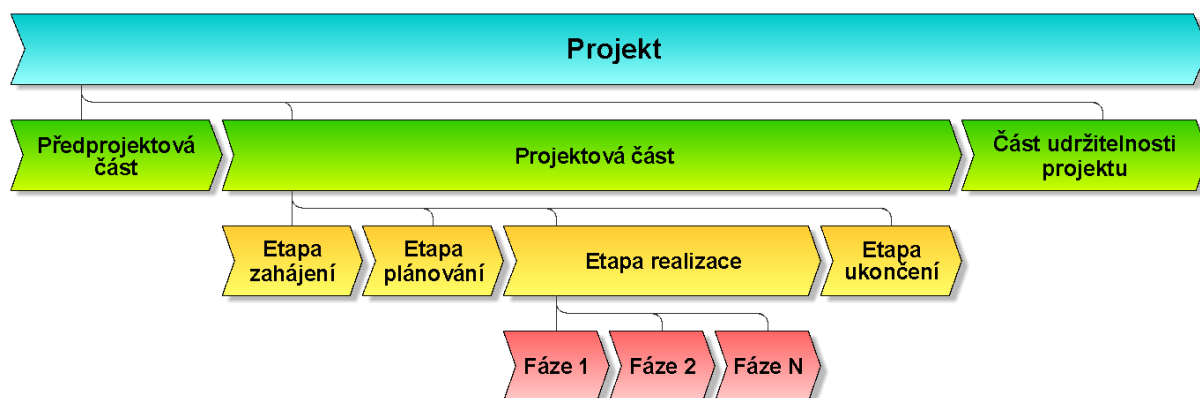 Projekt
Předprojektová
část
Projektová část
Část udržitelnosti
projektu
Etapa
zahájení
Etapa
plánování
Etapa realizace
Etapa
ukončení
Fáze 1
Fáze 2
Fáze N